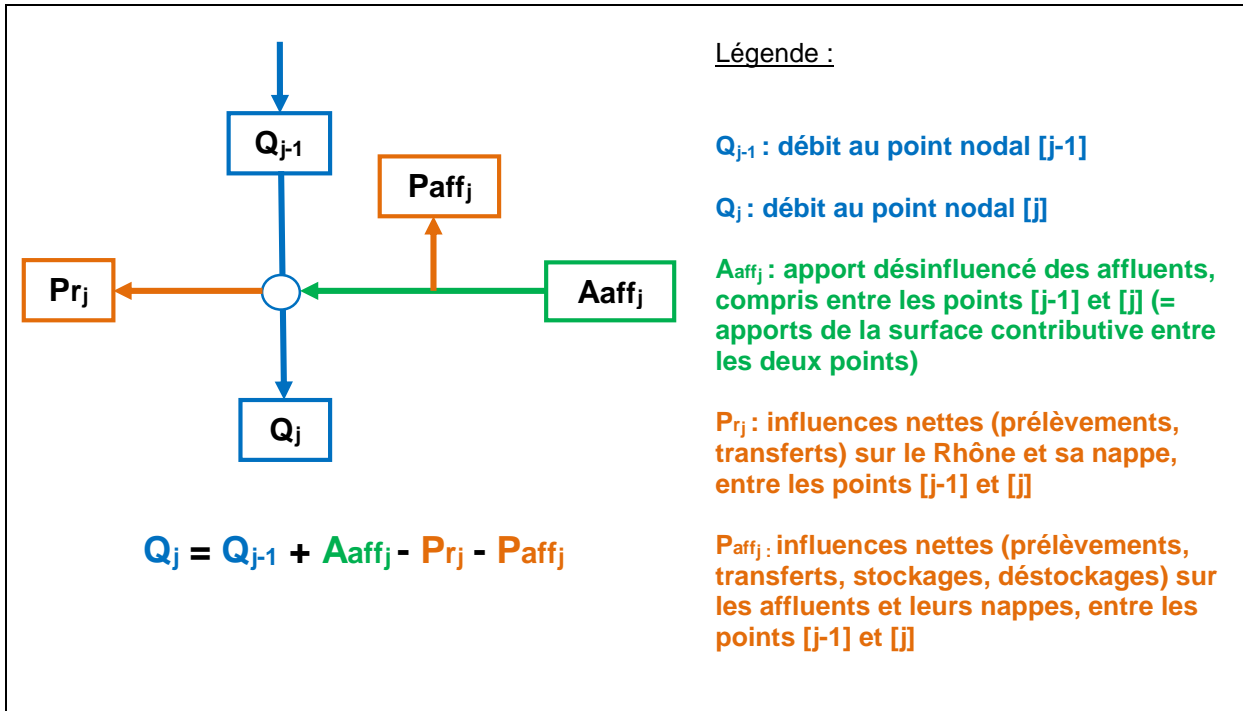 Légende :
Qj-1
Paffj
Prj
Aaffj
Qj
Qj = Qj-1 + Aaffj - Prj - Paffj
Qj-1 : débit au point nodal [j-1]
Qj : débit au point nodal [j]
Aaffj : apport désinfluencé des affluents,
compris entre les points [j-1] et [j] (=
apports de la surface contributive entre
les deux points)
Prj : influences nettes (prélèvements,
transferts) sur le Rhône et sa nappe,
entre les points [j-1] et [j]
Paffj : influences nettes (prélèvements,
transferts, stockages, déstockages) sur
les affluents et leurs nappes, entre les
points [j-1] et [j]